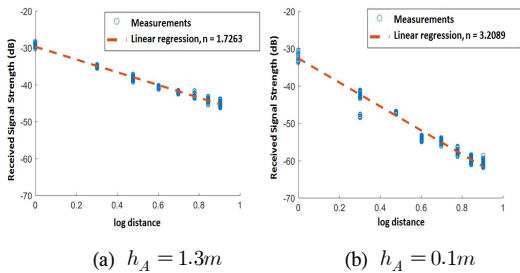 -20
-30
-40
-50
-60
-70
0
0.2
0.4
0.6
0.8
1
Received Signal Strength (dB)
log distance
Measurements
Linear regression, n = 1.7263
(a) h_A = 1.3m
-20
-30
-40
-50
-60
-70
0
0.2
0.4
0.6
0.8
1
Received Signal Strength (dB)
log distance
Measurements
Linear regression, n = 3.2089
(b) h_A = 0.1m